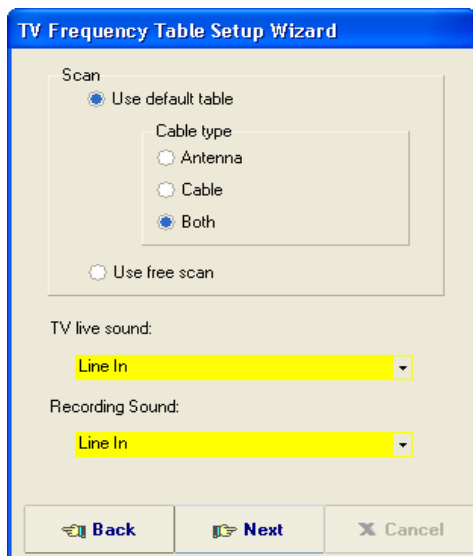 TV Frequency Table Setup Wizard
Scan
Use default table
Cable type
Antenna
Cable
Both
Use free scan
TV live sound:
Line In
Recording Sound:
Line In
Back Next Cancel